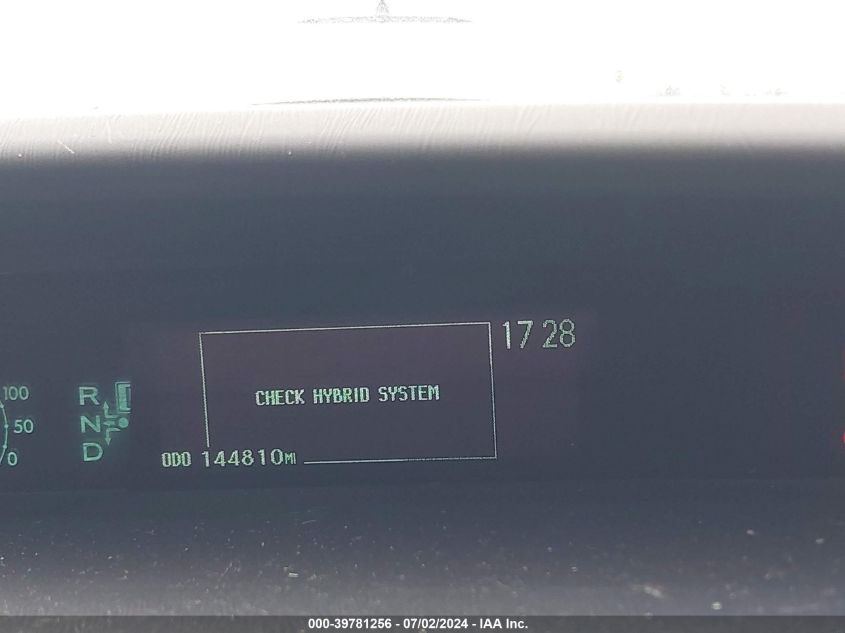 17 28
CHECK HYBRID SYSTEM
100
R
50
N
0
D
ODO 144810MI
000-39781256 - 07/02/2024 - IAA Inc.